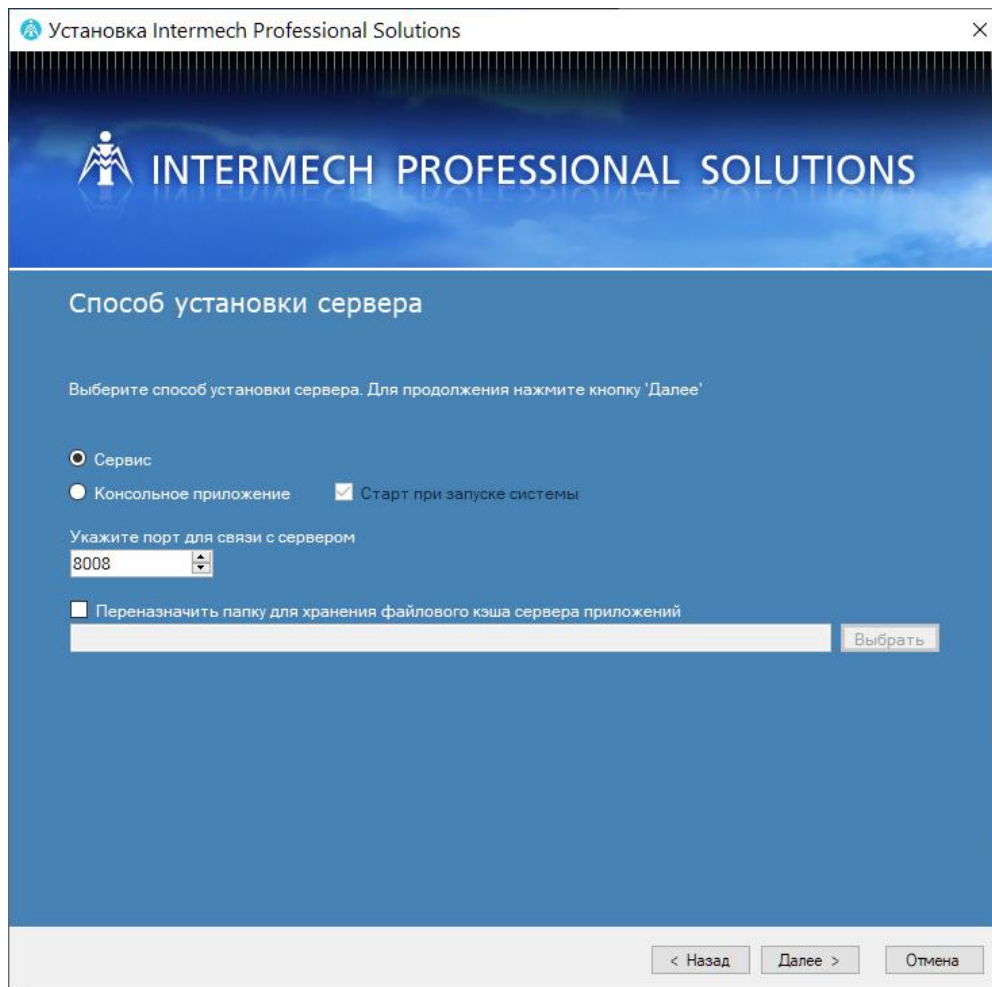 Установка Intermech Professional Solutions
INTERMECH PROFESSIONAL SOLUTIONS
Способ установки сервера
Выберите способ установки сервера. Для продолжения нажмите кнопку 'Далее'
Сервис
Консольное приложение Старт при запуске системы
Укажите порт для связи с сервером
8008
Переназначить папку для хранения файлового кэша сервера приложений
Выбрать
< Назад Далее > Отмена